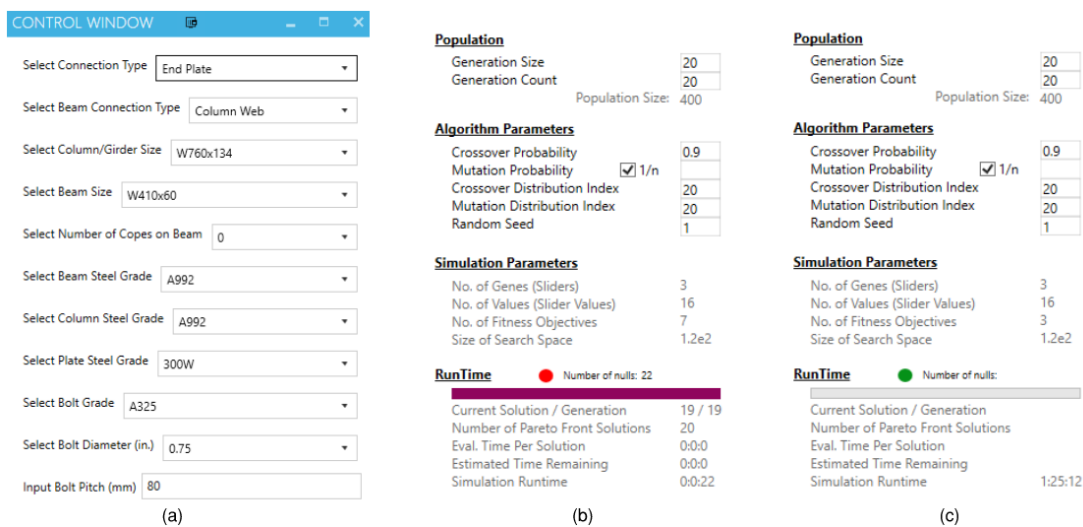 CONTROL WINDOW
Select Connection Type End Plate
Select Beam Connection Type Column Web
Select Column/Girder Size W760x134
Select Beam Size W410x60
Select Number of Copes on Beam 0
Select Beam Steel Grade A992
Select Column Steel Grade A992
Select Plate Steel Grade 300W
Select Bolt Grade A325
Select Bolt Diameter (in.) 0.75
Input Bolt Pitch (mm) 80
(a)
Population
Generation Size 20
Generation Count 20
Population Size: 400
Algorithm Parameters
Crossover Probability 0.9
Mutation Probability 1/n
Crossover Distribution Index 20
Mutation Distribution Index 20
Random Seed 1
Simulation Parameters
No. of Genes (Sliders) 3
No. of Values (Slider Values) 16
No. of Fitness Objectives 7
Size of Search Space 1.2e2
RunTime Number of nulls: 22
Current Solution / Generation 19 / 19
Number of Pareto Front Solutions 20
Eval. Time Per Solution 0:0:0
Estimated Time Remaining 0:0:0
Simulation Runtime 0:0:22
(b)
Population
Generation Size 20
Generation Count 20
Population Size: 400
Algorithm Parameters
Crossover Probability 0.9
Mutation Probability 1/n
Crossover Distribution Index 20
Mutation Distribution Index 20
Random Seed 1
Simulation Parameters
No. of Genes (Sliders) 3
No. of Values (Slider Values) 16
No. of Fitness Objectives 3
Size of Search Space 1.2e2
RunTime Number of nulls:
Current Solution / Generation
Number of Pareto Front Solutions
Eval. Time Per Solution
Estimated Time Remaining
Simulation Runtime 1:25:12
(c)